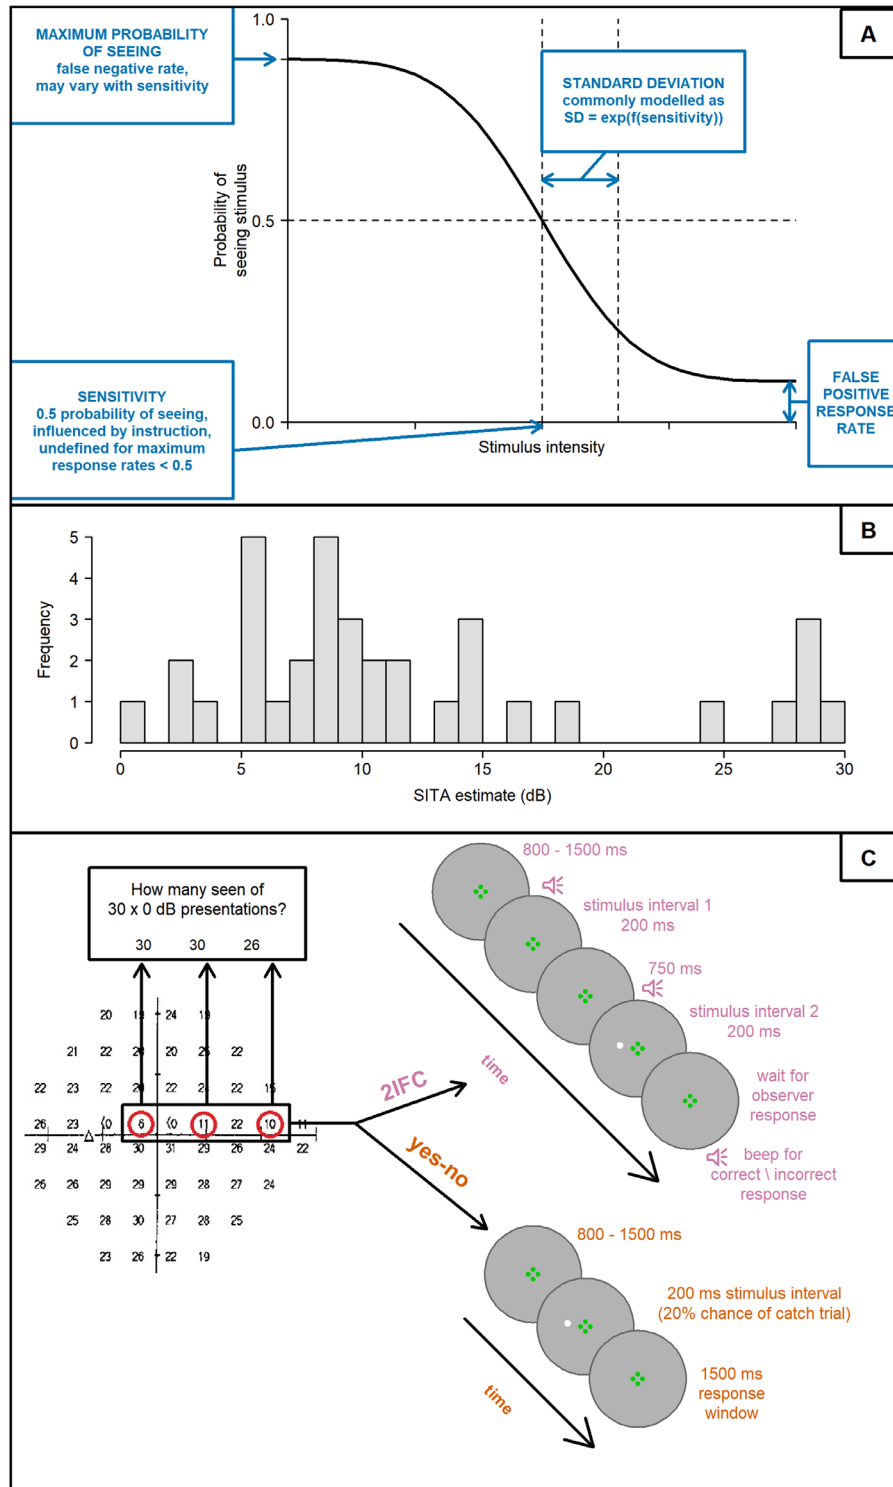 A
MAXIMUM PROBABILITY
OF SEEING
false negative rate,
may vary with sensitivity
STANDARD DEVIATION
commonly modelled as
SD = exp(f(sensitivity))
1.0
0.5
0.0
Probability of
seeing stimulus
SENSITIVITY
0.5 probability of seeing,
influenced by instruction,
undefined for maximum
response rates < 0.5
Stimulus intensity
FALSE
POSITIVE
RESPONSE
RATE
B
5
4
3
2
1
0
Frequency
0 5 10 15 20 25 30
SITA estimate (dB)
C
How many seen of
30 x 0 dB presentations?
30 30 26
20 19 24 19
21 22 20 22
22 23 22 22 22
26 23 ⟨0 6 ⟨0 11 22 10 11
29 24 28 30 31 29 26 24 22
26 26 29 29 29 28 27 24
25 28 30 27 28 25
23 26 22 19
2IFC
yes-no
800 - 1500 ms
stimulus interval 1
200 ms
750 ms
stimulus interval 2
200 ms
time
wait for
observer
response
beep for
correct \ incorrect
response
800 - 1500 ms
200 ms stimulus interval
(20% chance of catch trial)
time
1500 ms
response
window